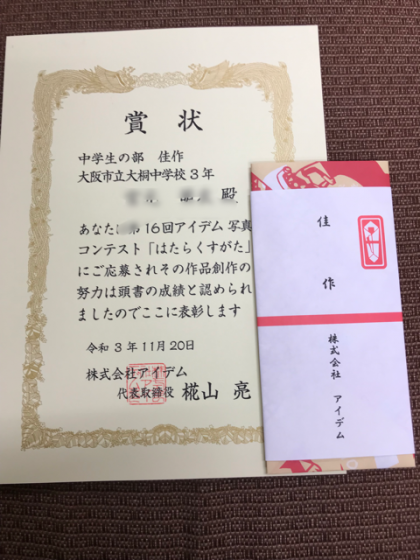 賞状
中学生の部 佳作
大阪市立大桐中学校3年
殿
あなた
第16回アイデム写真
コンテスト「はたらくすがた」
にご応募されその作品創作の
努力は頭書の成績と認められ
ましたのでここに表彰します
令和3年11月20日
株式会社アイデム
代表取締役 椛山 亮
佳作
株式会社 アイデム